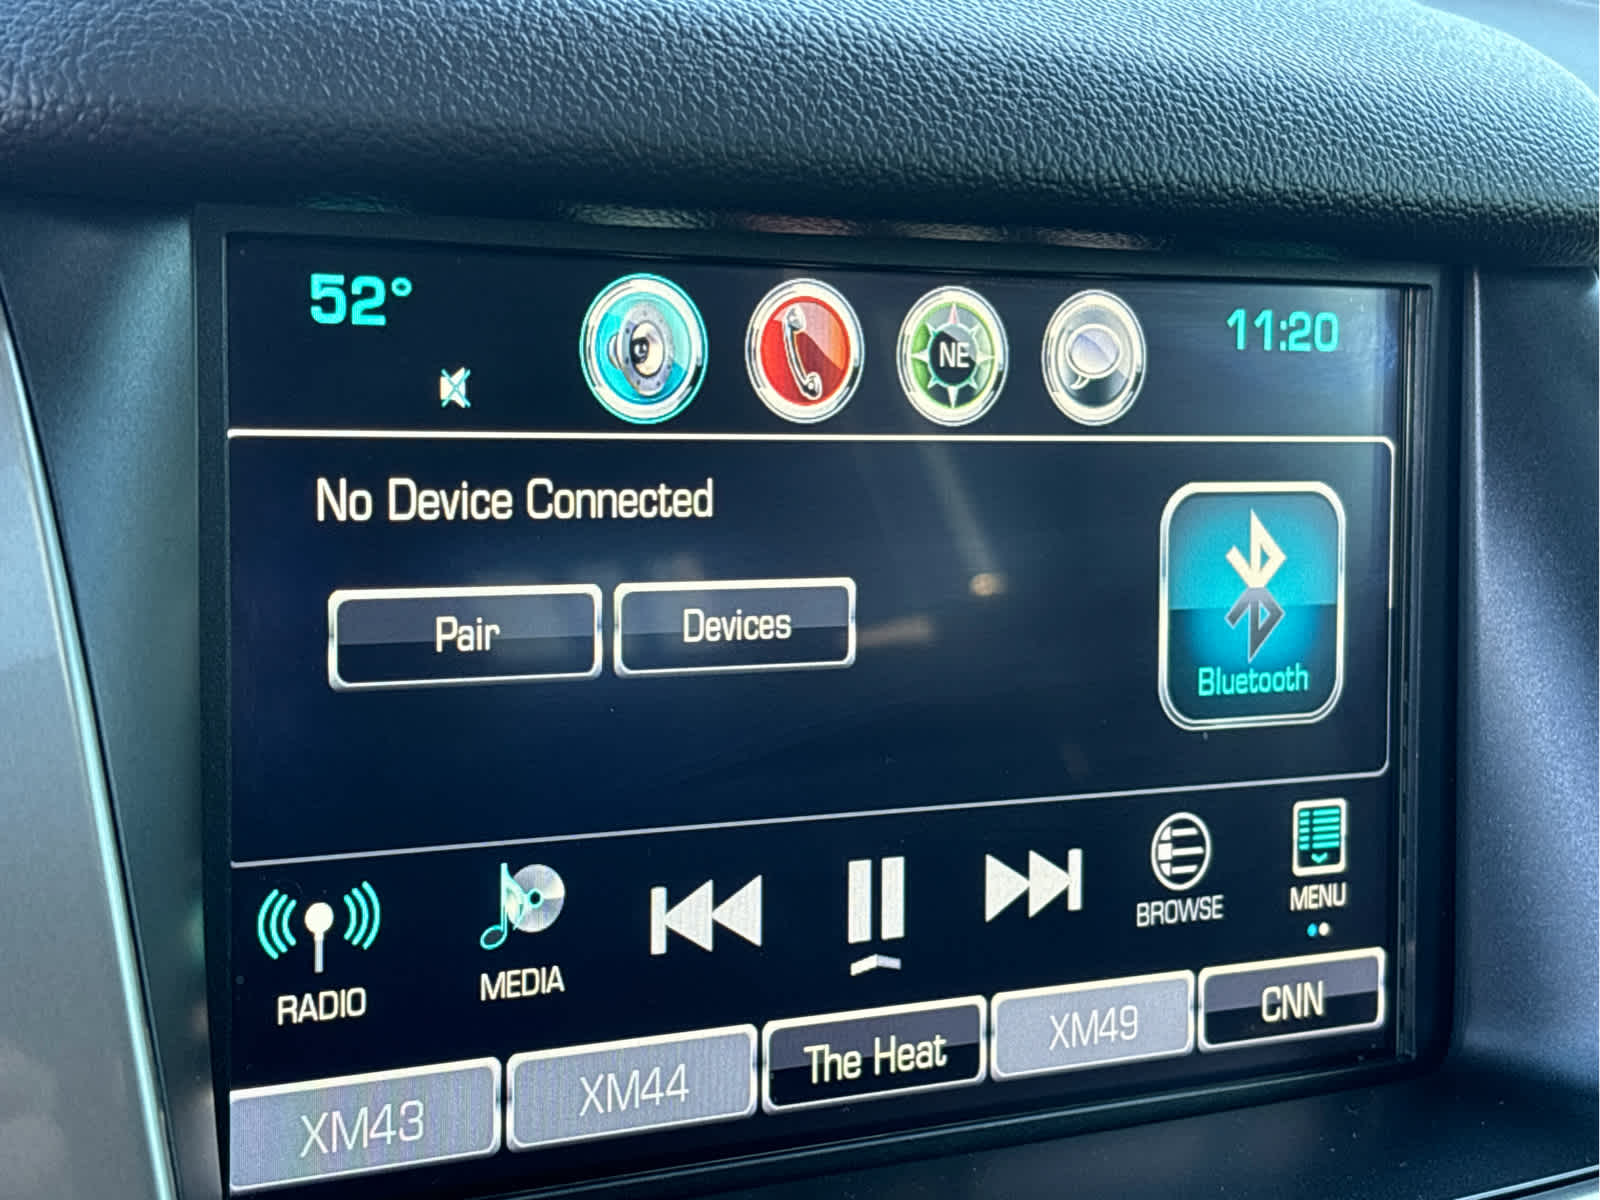 52°
NE
11:20
No Device Connected
Pair
Devices
Bluetooth
RADIO
MEDIA
BROWSE
MENU
XM43
XM44
The Heat
XM49
CNN